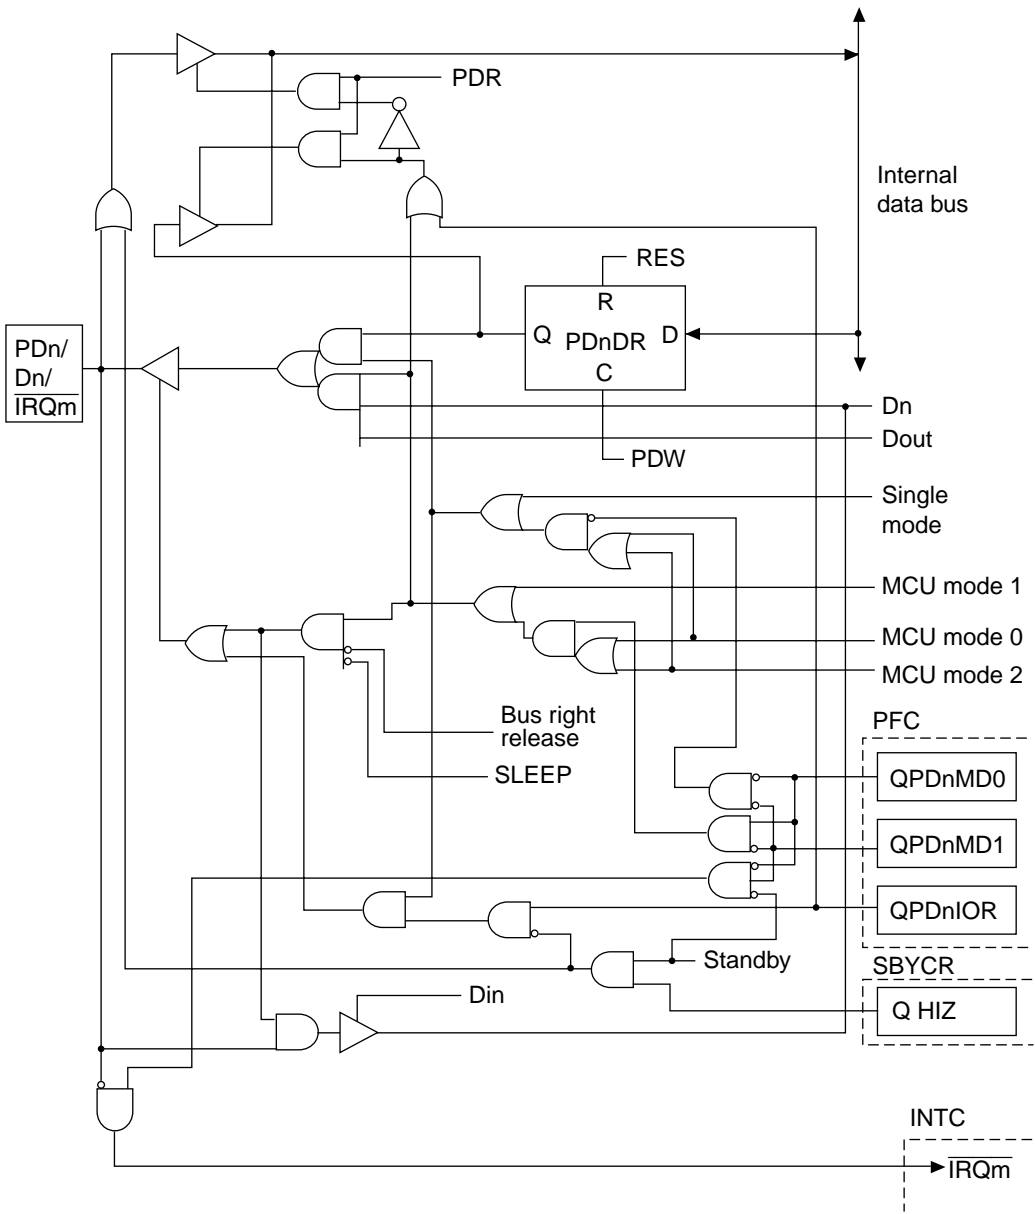 PDR
Internal
data bus
RES
R
Q
PDnDR
D
C
PDn/
Dn/
IRQm
Dn
Dout
PDW
Single
mode
MCU mode 1
MCU mode 0
MCU mode 2
Bus right
release
SLEEP
PFC
QPDnMD0
QPDnMD1
QPDnIOR
Standby
SBYCR
Din
Q HIZ
INTC
IRQm